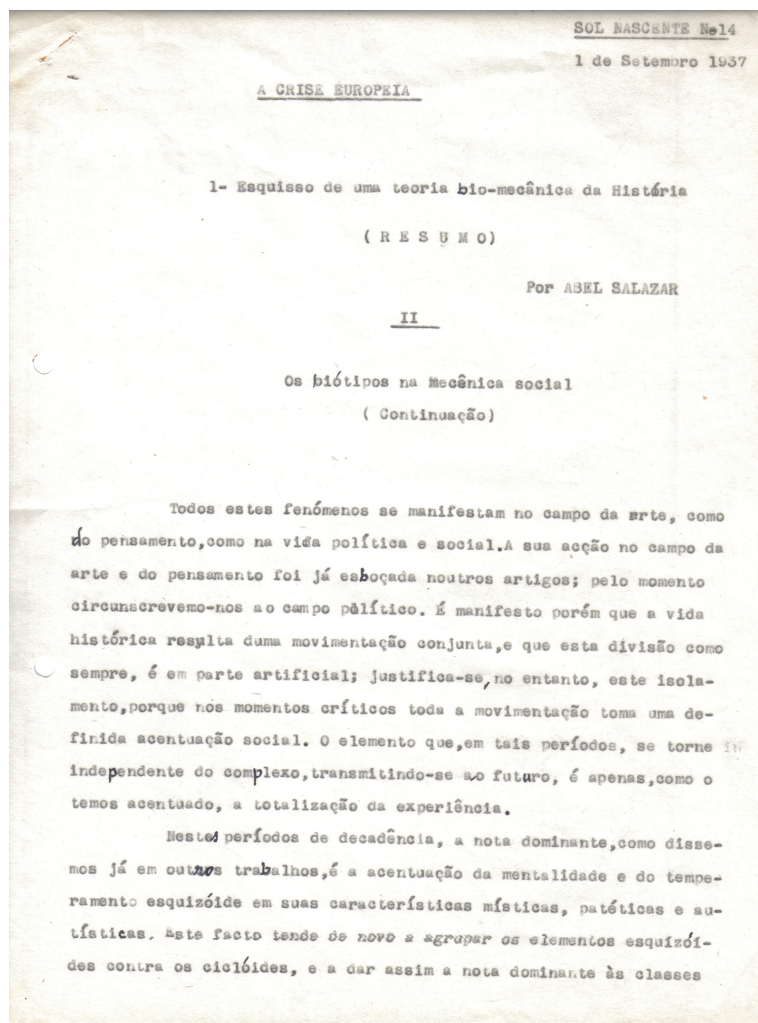 SOL NASCENTE Nº14
1 de Setembro 1937
A CRISE EUROPEIA
1- Esquisso de uma teoria bio-mecânica da História
( R E S U M O)
Por ABEL SALAZAR
II
Os biótipos na Mecânica social
( Continuação)
Todos estes fenómenos se manifestam no campo da arte, como
do pensamento,como na vida política e social.A sua acção no campo da
arte e do pensamento foi já esboçada noutros artigos; pelo momento
circunscrevemo-nos ao campo político. É manifesto porém que a vida
histórica resulta duma movimentação conjunta,e que esta divisão como
sempre, é em parte artificial; justifica-se,no entanto, este isola-
mento,porque nos momentos críticos toda a movimentação toma uma de-
finida acentuação social. O elemento que,em tais períodos, se torne in
independente do complexo,transmitindo-se ao futuro, é apenas,como o
temos acentuado, a totalização da experiência.
Nestes períodos de decadência, a nota dominante,como disse-
mos já em outros trabalhos,é a acentuação da mentalidade e do tempe-
ramento esquizóide em suas características místicas, patéticas e au-
tísticas. Este facto tende de novo a agrupar os elementos esquizói-
des contra os ciclóides, e a dar assim a nota dominante às classes